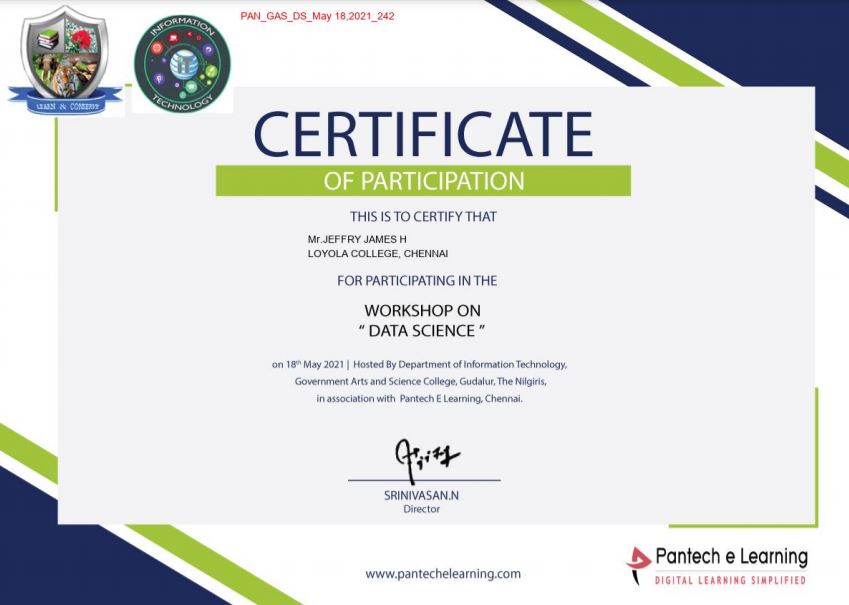 PAN_GAS_DS_May 18,2021_242
LEARN & CONSERVE
INFORMATION
IT
TECHNOLOGY
CERTIFICATE
OF PARTICIPATION
THIS IS TO CERTIFY THAT
Mr.JEFFRY JAMES H
LOYOLA COLLEGE, CHENNAI
FOR PARTICIPATING IN THE
WORKSHOP ON
“ DATA SCIENCE ”
on 18th May 2021 | Hosted By Department of Information Technology,
Government Arts and Science College, Gudalur, The Nilgiris,
in association with Pantech E Learning, Chennai.
SRINIVASAN.N
Director
www.pantechelearning.com
Pantech e Learning
DIGITAL LEARNING SIMPLIFIED